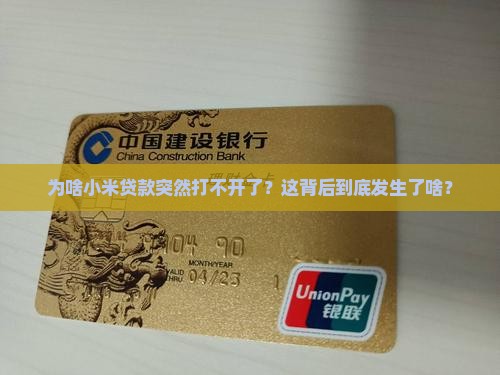 中国建设银行
China Construction Bank
为啥小米贷款突然打不开了？这背后到底发生了啥？
MONTH/YEAR
VALID
THRU
04/23
UnionPay
银联